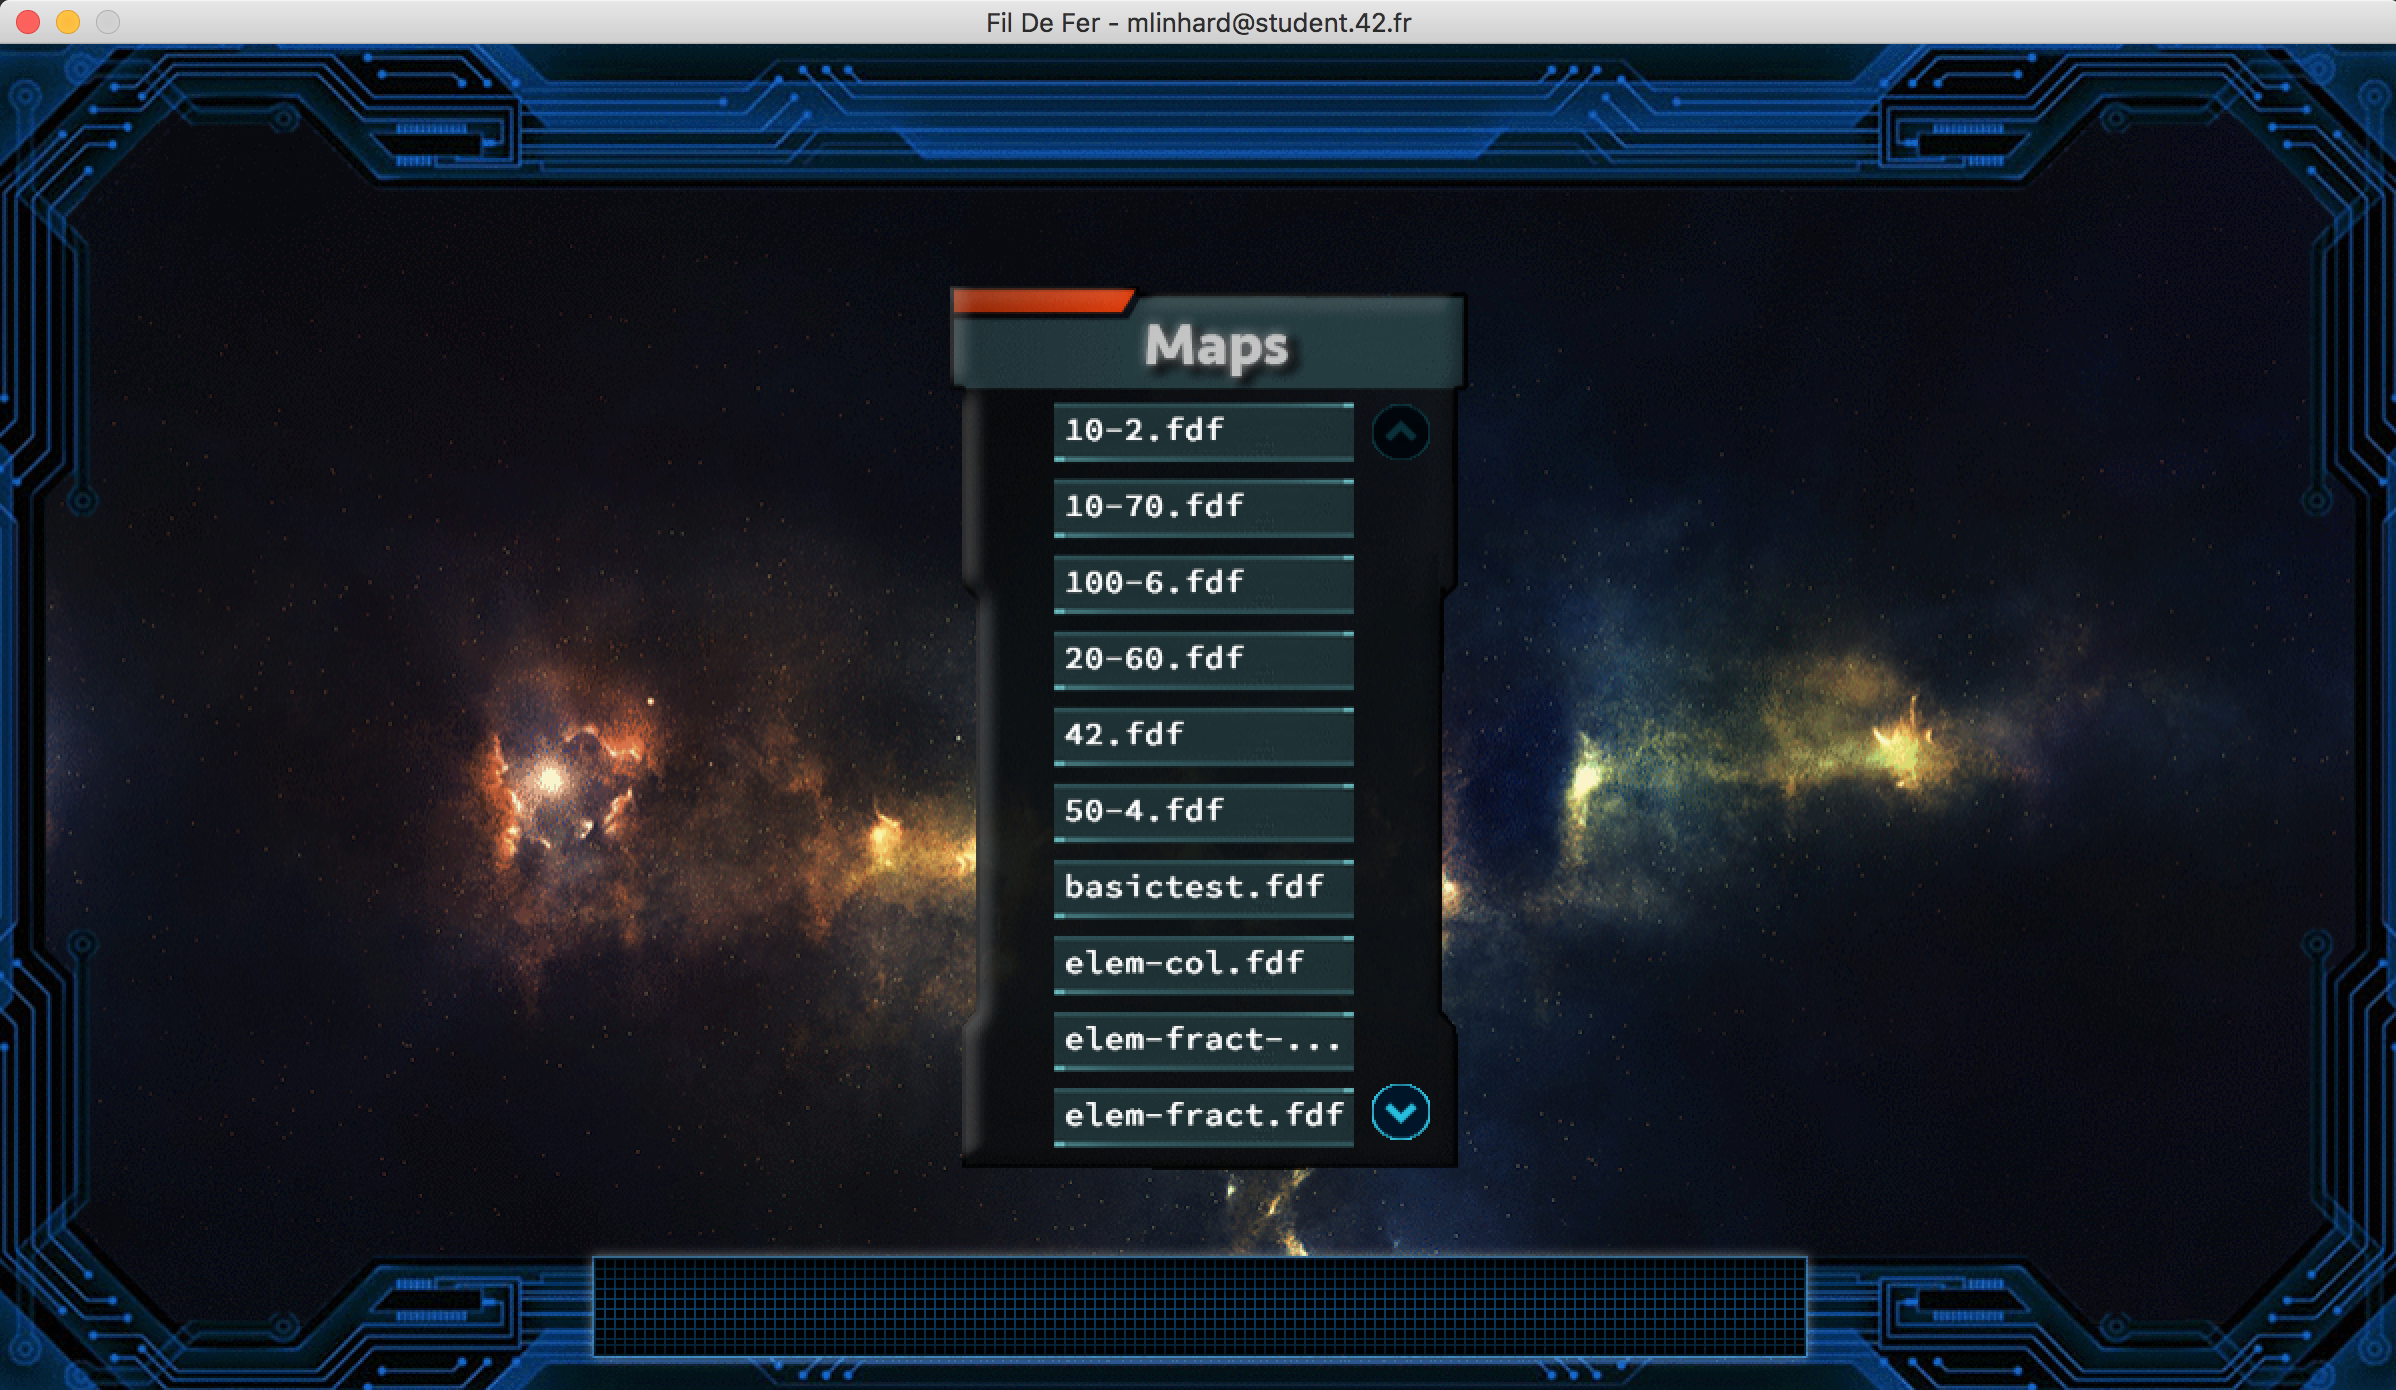 Fil De Fer - mlinhard@student.42.fr
Maps
10-2.fdf
10-70.fdf
100-6.fdf
20-60.fdf
42.fdf
50-4.fdf
basictest.fdf
elem-col.fdf
elem-fract-...
elem-fract.fdf